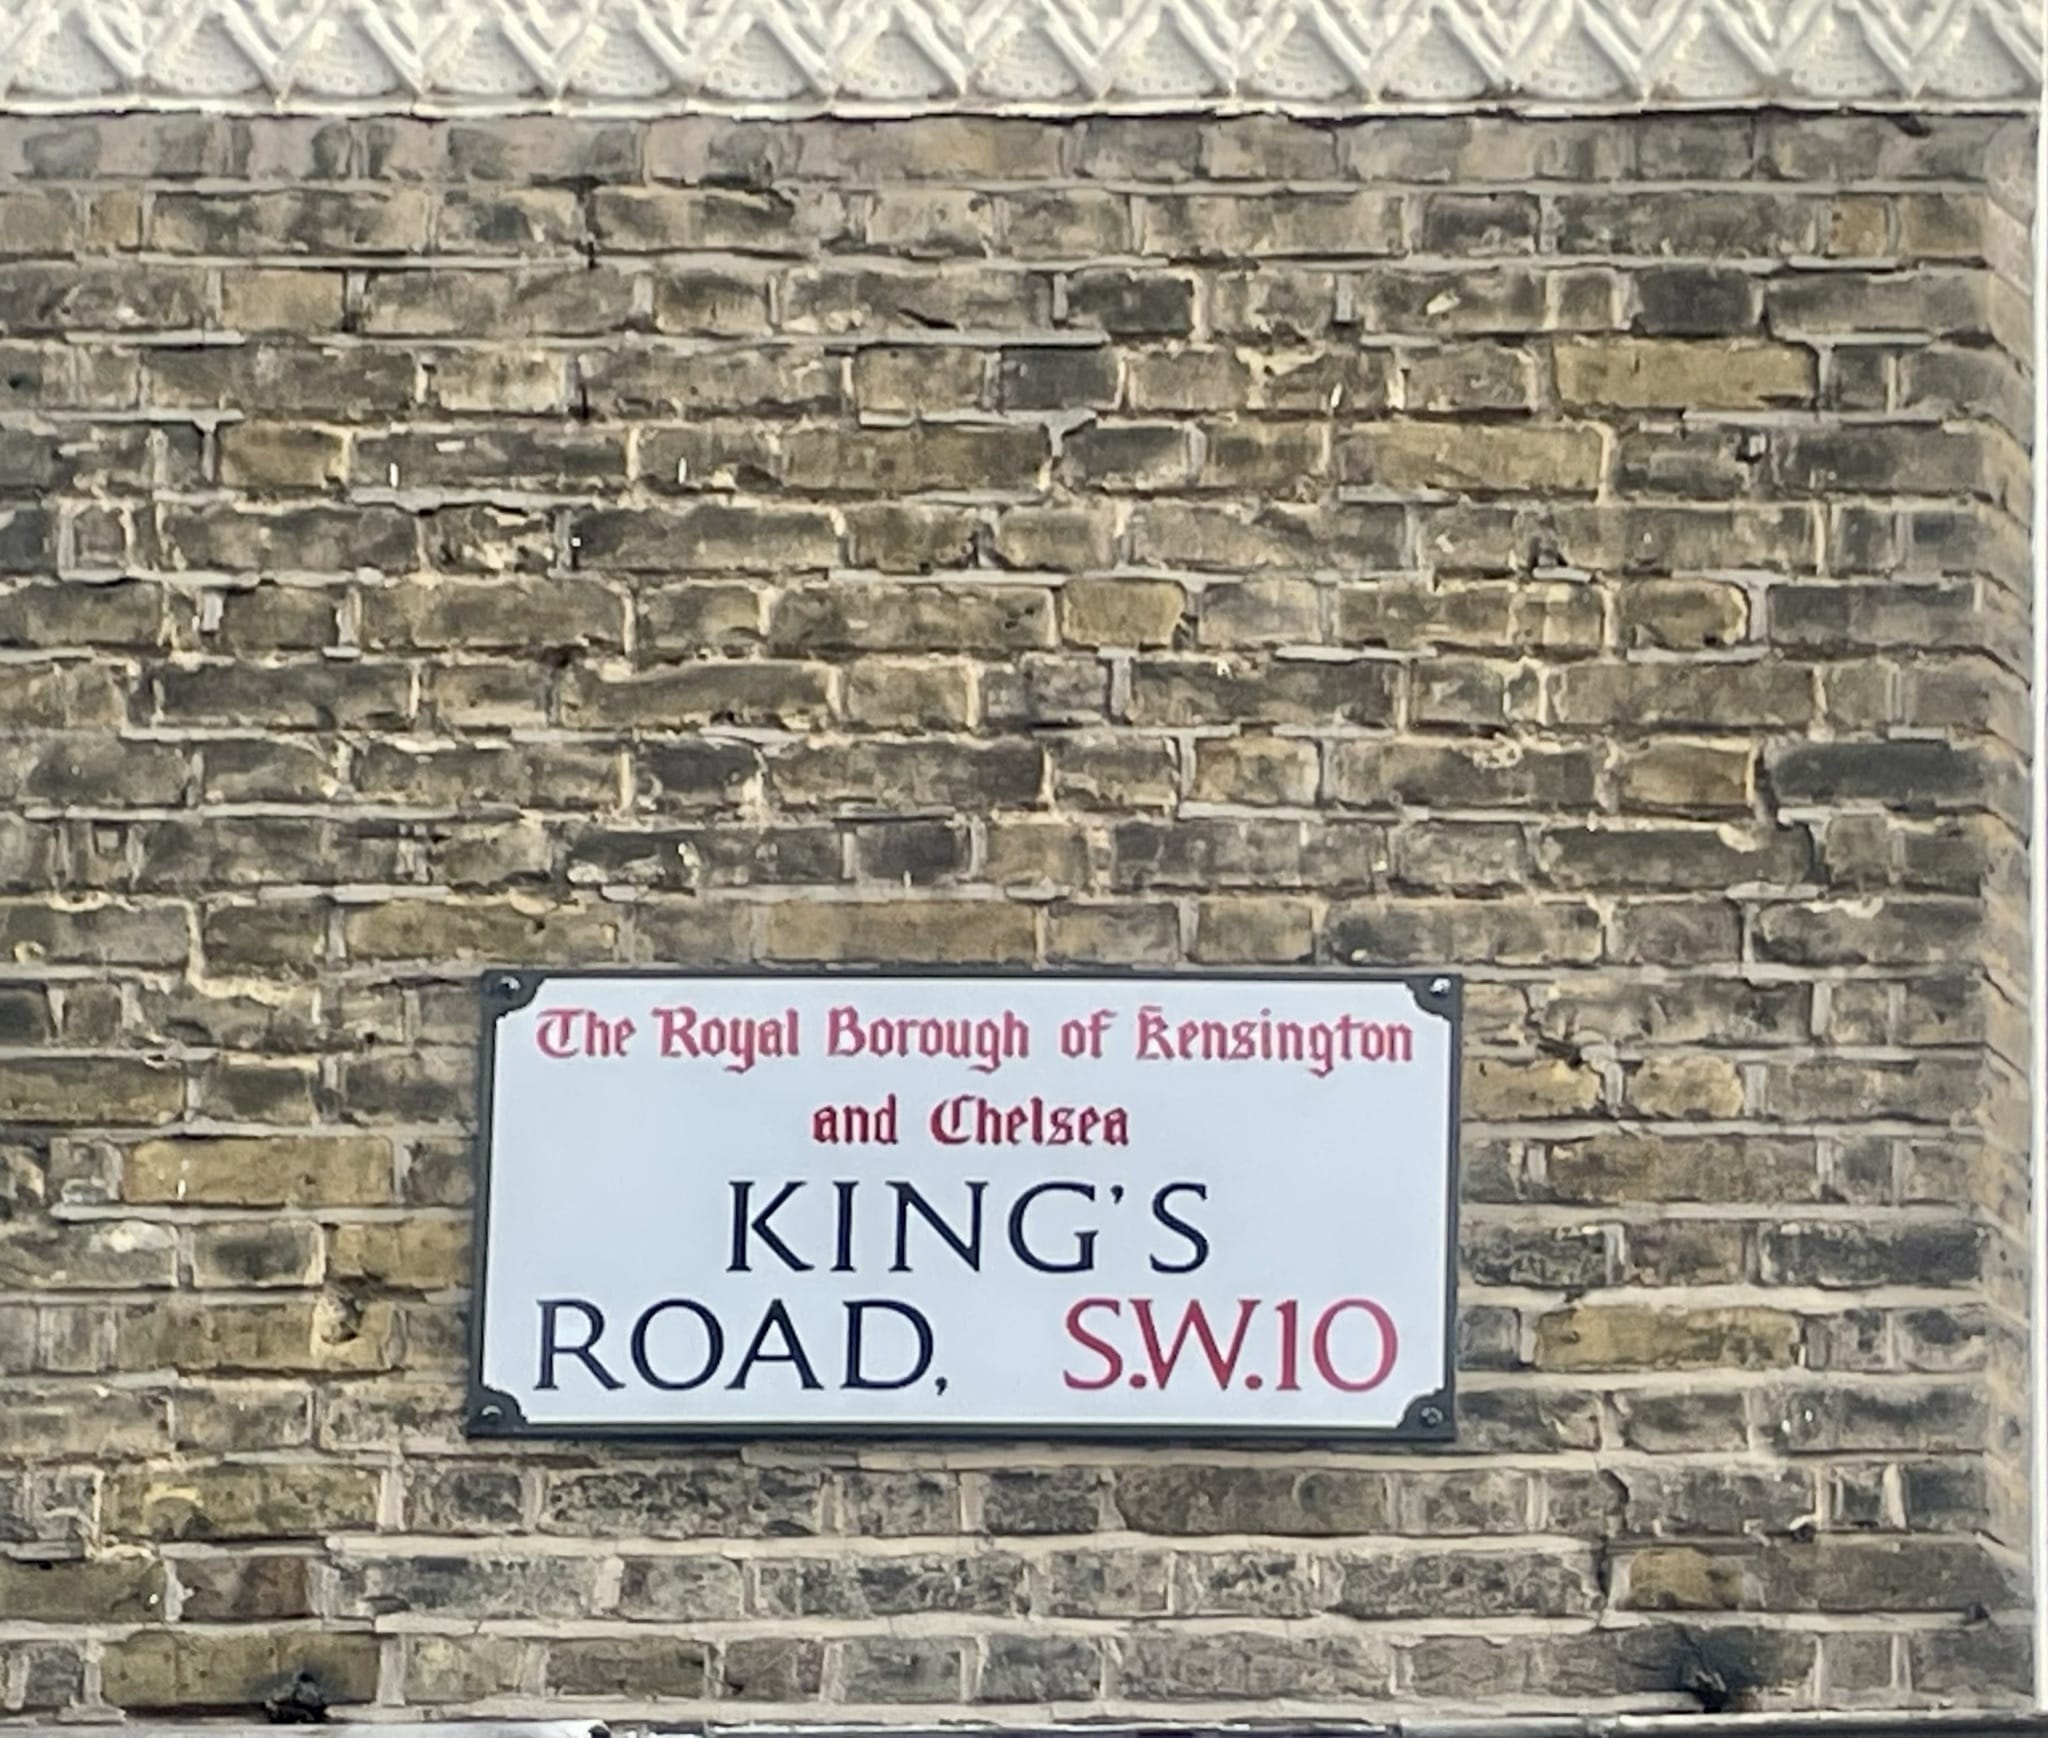 The Royal Borough of Kensington
and Chelsea
KING'S
ROAD, S.W.10